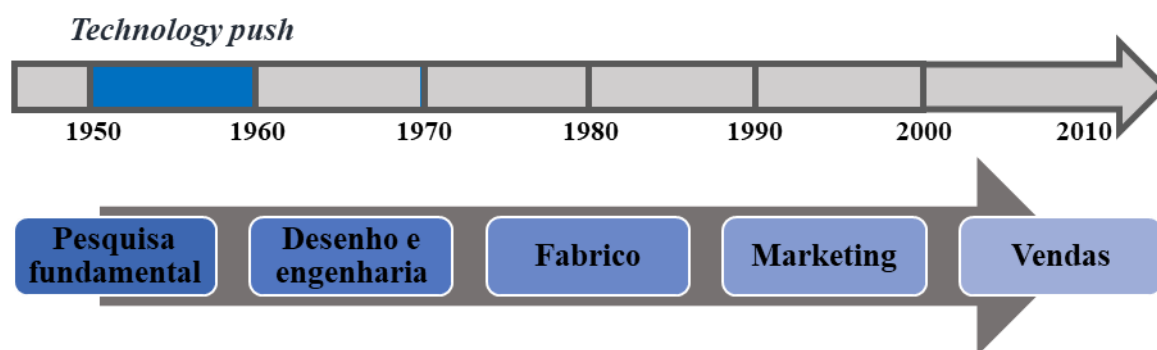 Technology push
1950 1960 1970 1980 1990 2000 2010
Pesquisa
fundamental
Desenho e
engenharia
Fabrico
Marketing
Vendas